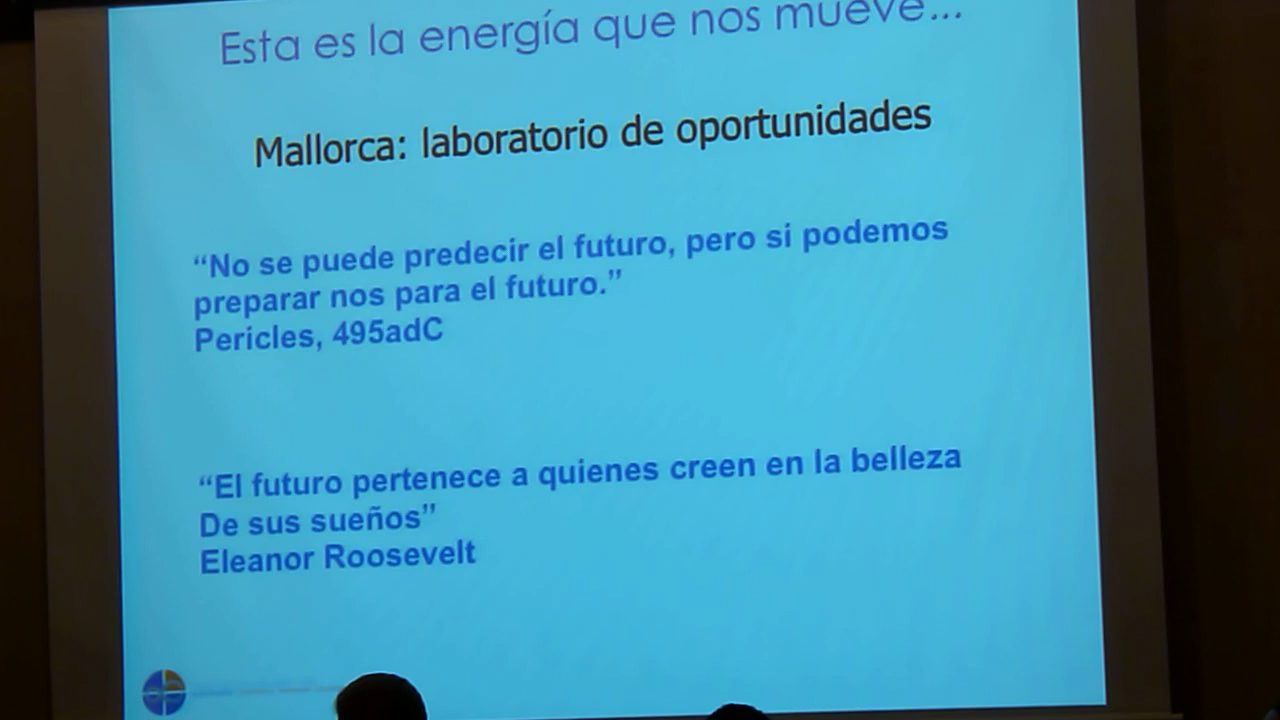 Esta es la energía que nos mueve...
Mallorca: laboratorio de oportunidades
“No se puede predecir el futuro, pero si podemos
preparar nos para el futuro.”
Pericles, 495adC
“El futuro pertenece a quienes creen en la belleza
De sus sueños”
Eleanor Roosevelt